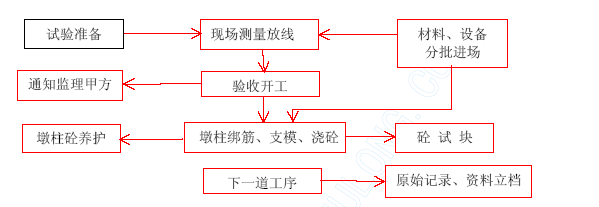 试验准备
现场测量放线
材料、设备
分批进场
通知监理甲方
验收开工
墩柱砼养护
墩柱绑筋、支模、浇砼
砼 试 块
下一道工序
原始记录、资料立档